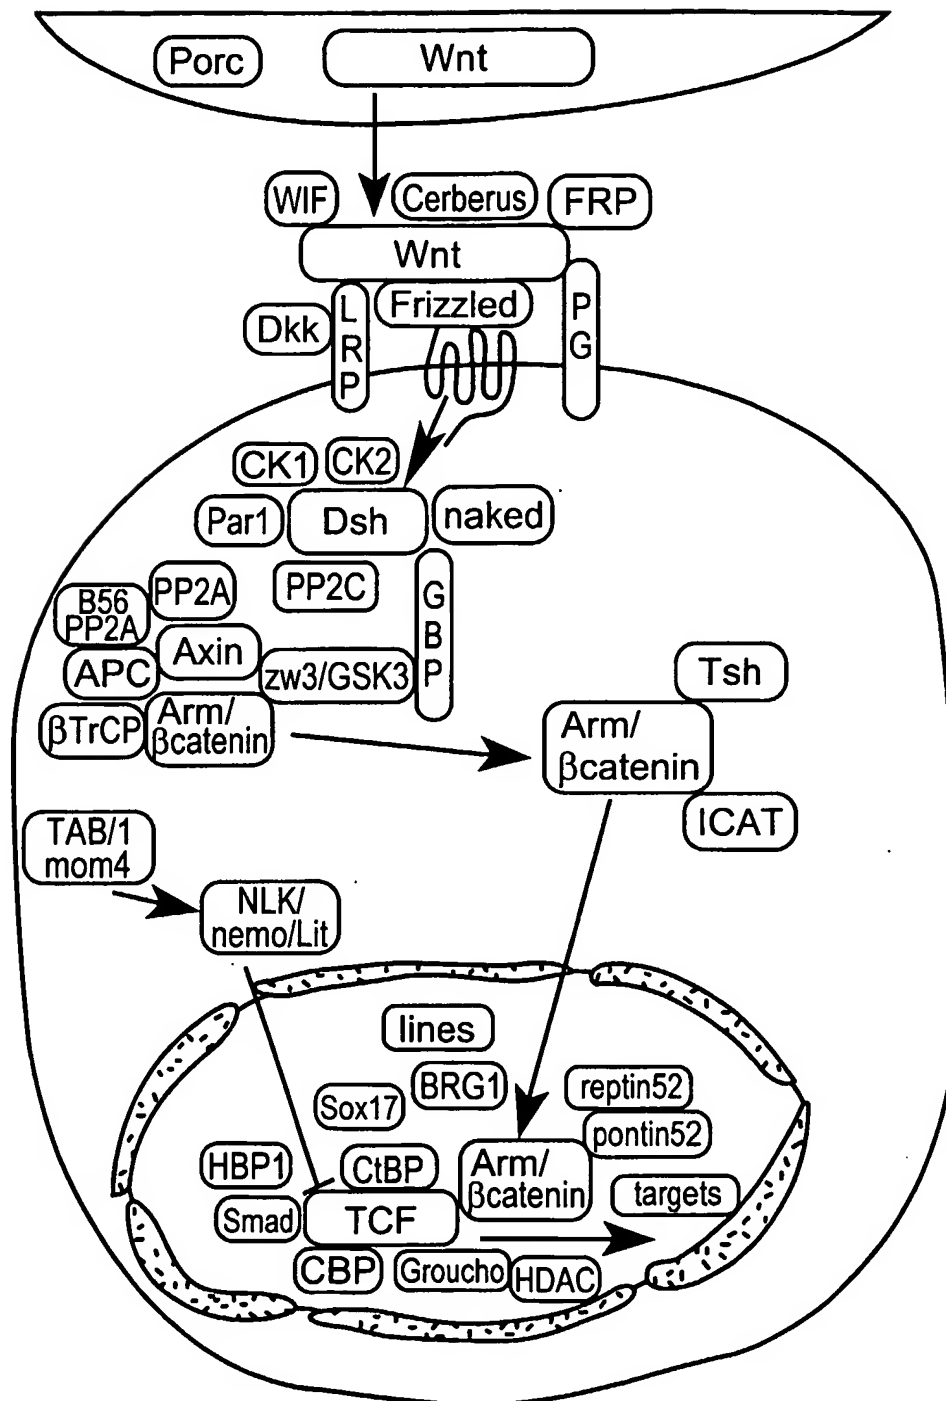 Porc
Wnt
WIF
Cerberus
FRP
Wnt
Frizzled
Dkk
L
R
P
P
G
CK1
CK2
Par1
Dsh
naked
B56
PP2A
PP2A
PP2C
G
B
P
APC
Axin
zw3/GSK3
βTrCP
Arm/
βcatenin
Tsh
Arm/
βcatenin
ICAT
TAB/1
mom4
NLK/
nemo/Lit
lines
BRG1
reptin52
Sox17
pontin52
HBP1
CtBP
Arm/
βcatenin
targets
Smad
TCF
CBP
Groucho
HDAC